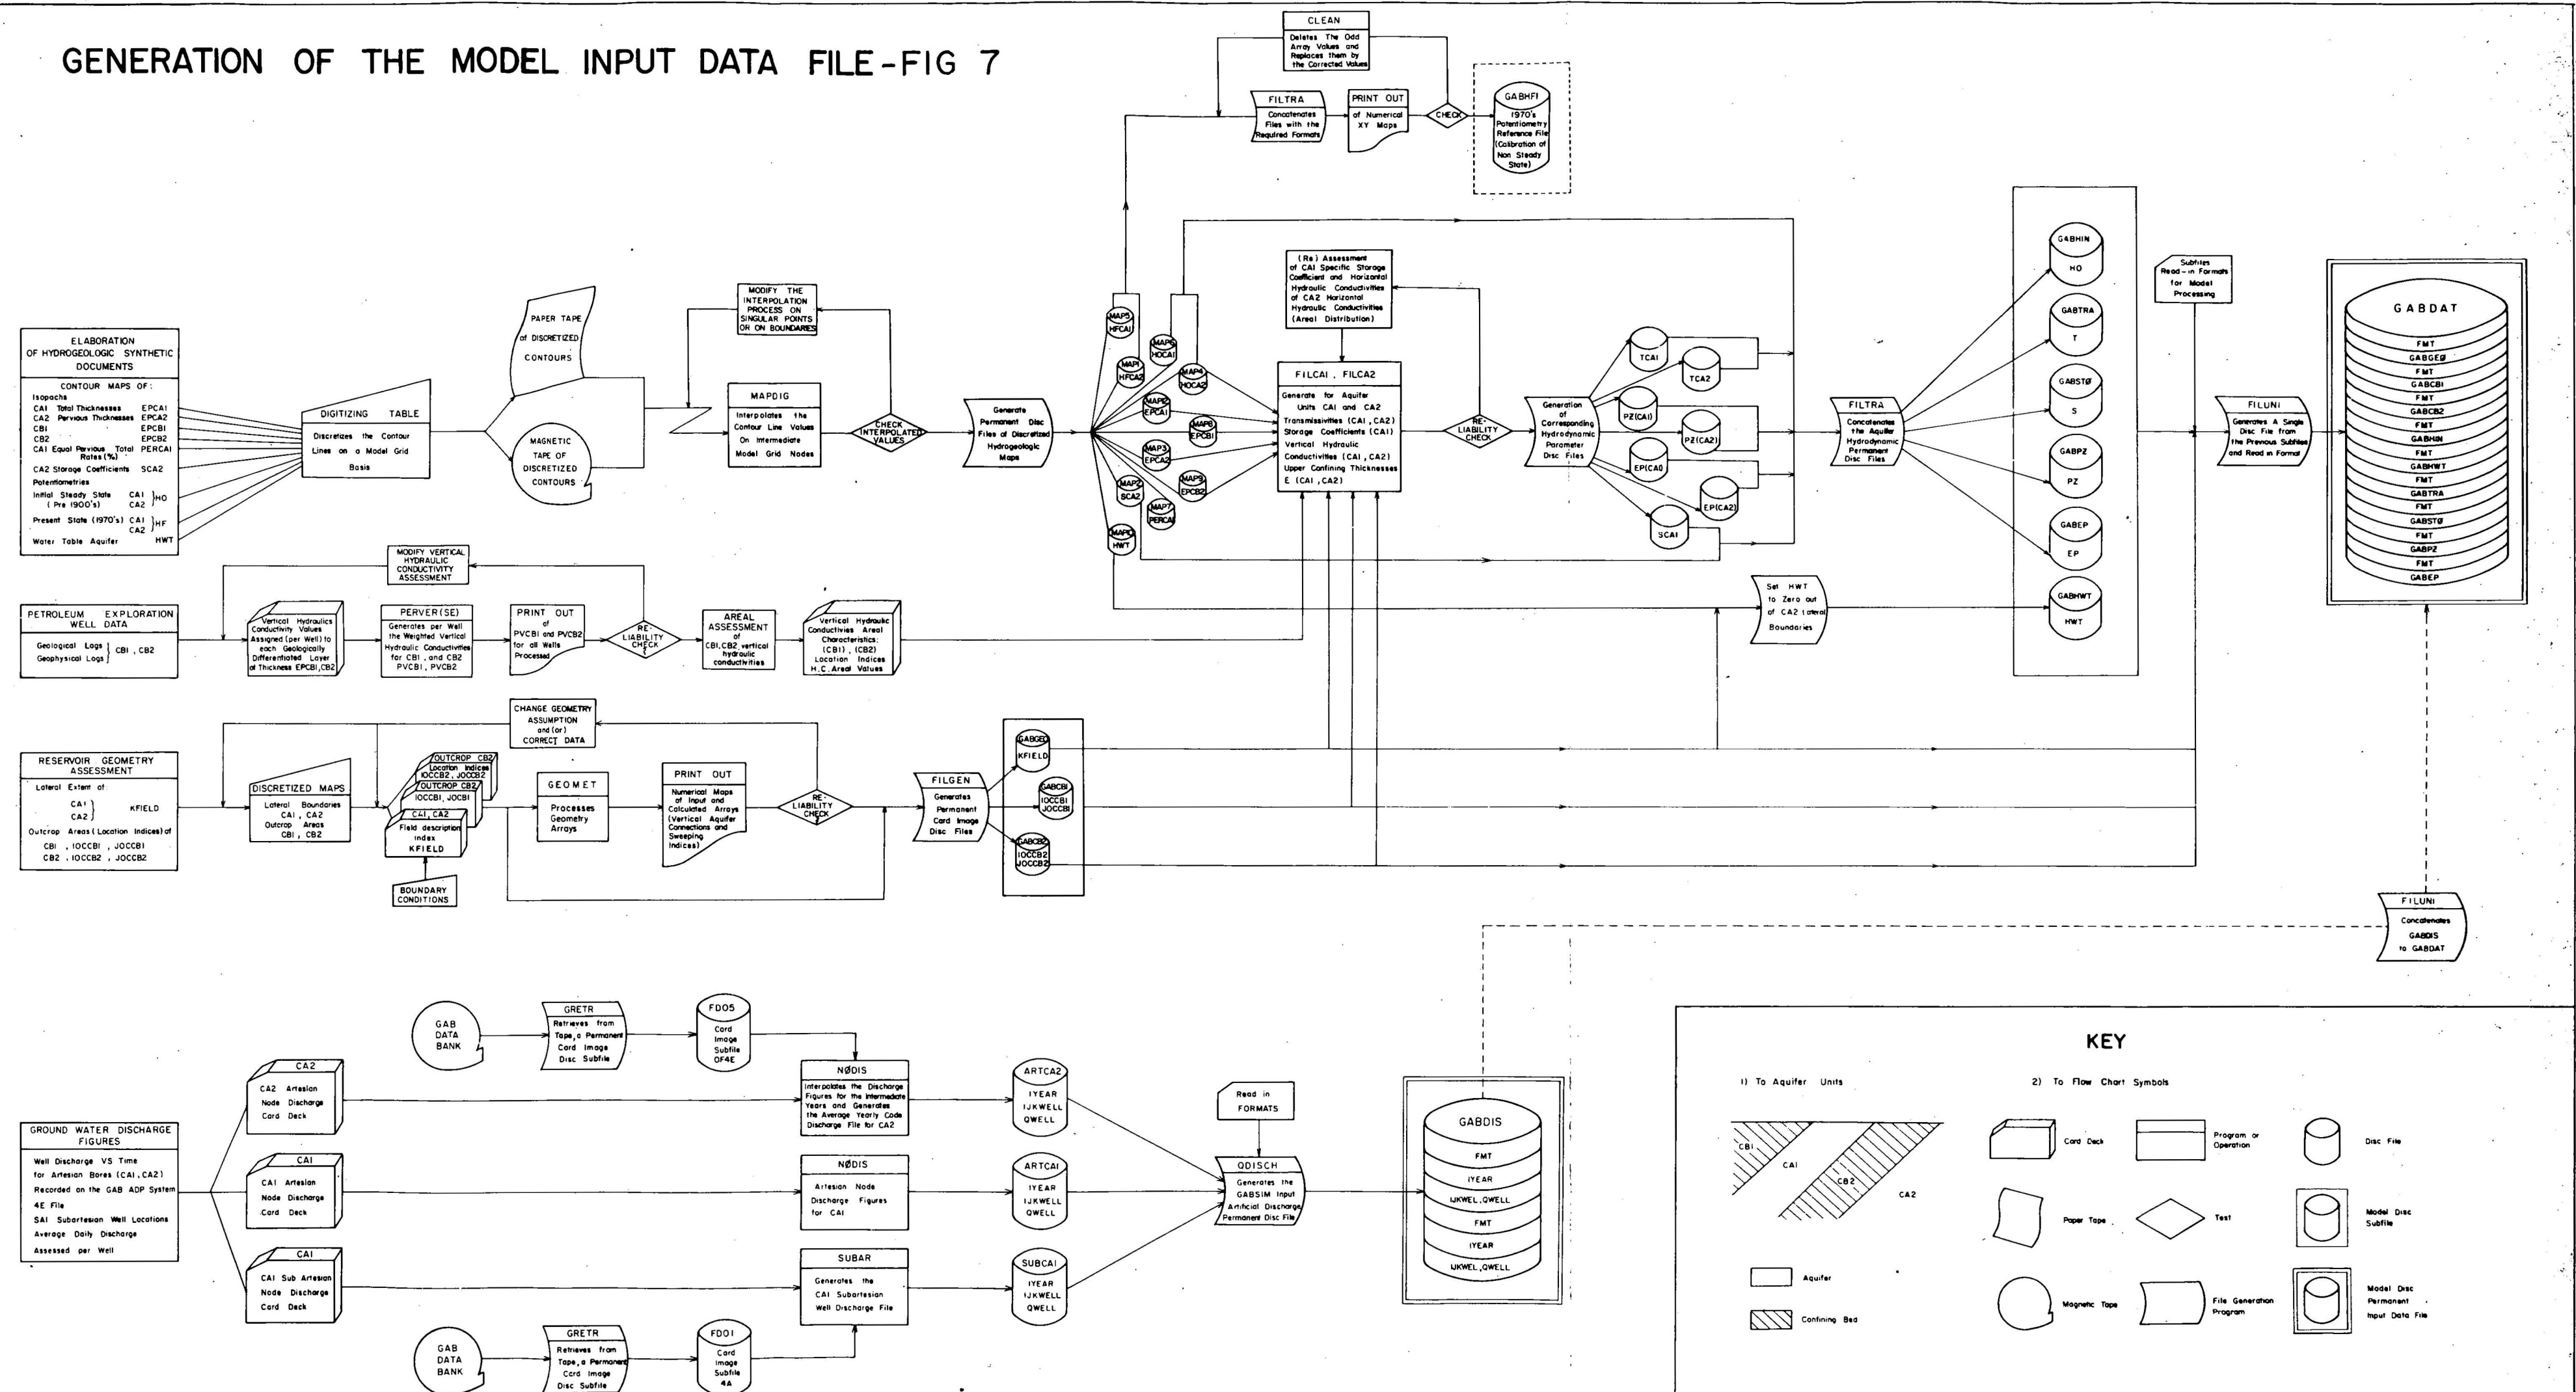 GENERATION OF THE MODEL INPUT DATA FILE-FIG 7
CLEAN
Deletes The Odd
Array Values and
Replaces them by
the Corrected Values
FILTRA
Concatenates
Files with the
Required Formats
PRINT OUT
of Numerical
XY Maps
CHECK
GABHFI
1970's
Potentiometry
Reference File
(Calibration of
Non Steady
State)
ELABORATION
OF HYDROGEOLOGIC SYNTHETIC
DOCUMENTS
CONTOUR MAPS OF:
Isopachs
CA1 Total Thicknesses EPCA1
CA2 Pervious Thicknesses EPCA2
CB1 EPCB1
CB2 EPCB2
CA1 Equal Pervious Total PERCA1
Rates (%)
CA2 Storage Coefficients SCA2
Potentiometries
Initial Steady State CA1 }HO
(Pre 1900's) CA2
Present State (1970's) CA1 }HF
CA2
Water Table Aquifer HWT
DIGITIZING TABLE
Discretizes the Contour
Lines on a Model Grid
Basis
PAPER TAPE
of DISCRETIZED
CONTOURS
MAGNETIC
TAPE OF
DISCRETIZED
CONTOURS
MODIFY THE
INTERPOLATION
PROCESS ON
SINGULAR POINTS
OR ON BOUNDARIES
MAPDIG
Interpolates the
Contour Line Values
On Intermediate
Model Grid Nodes
CHECK
INTERPOLATED
VALUES
Generate
Permanent Disc
Files of Discretized
Hydrogeologic
Maps
MAP5
HFCA1
MAP1
HFCA2
MAP6
HOCA1
MAP4
HOCA2
EPCA1
MAP8
EPCB1
MAP3
EPCA2
MAP9
EPCB2
MAP2
SCA2
MAP7
PERCA1
HWT
(Re) Assessment
of CA1 Specific Storage
Coefficient and Horizontal
Hydraulic Conductivities
of CA2 Horizontal
Hydraulic Conductivities
(Areal Distribution)
FILCA1 , FILCA2
Generate for Aquifer
Units CA1 and CA2
Transmissivities (CA1 , CA2)
Storage Coefficients (CA1)
Vertical Hydraulic
Conductivities (CA1 , CA2)
Upper Confining Thicknesses
E (CA1 , CA2)
RE-
LIABILITY
CHECK
Generation
of
Corresponding
Hydrodynamic
Parameter
Disc Files
TCA1
TCA2
PZ(CA1)
PZ(CA2)
EP(CA1)
EP(CA2)
SCA1
FILTRA
Concatenates
the Aquifer
Hydrodynamic
Permanent
Disc Files
GABHIN
HO
GABTRA
T
GABSTØ
S
GABPZ
PZ
GABEP
EP
GABHWT
HWT
Subfiles
Read-in Formats
for Model
Processing
FILUNI
Generates A Single
Disc File from
the Previous Subfiles
and Read in Format
GABDAT
FMT
GABGEØ
FMT
GABCB1
FMT
GABCB2
FMT
GABHIN
FMT
GABHWT
FMT
GABTRA
FMT
GABSTØ
FMT
GABPZ
FMT
GABEP
MODIFY VERTICAL
HYDRAULIC
CONDUCTIVITY
ASSESSMENT
PETROLEUM EXPLORATION
WELL DATA
Geological Logs } CB1 , CB2
Geophysical Logs
Vertical Hydraulics
Conductivity Values
Assigned (per Well) to
each Geologically
Differentiated Layer
of Thickness EPCB1,CB2
PERVER(SE)
Generates per Well
the Weighted Vertical
Hydraulic Conductivities
for CB1 , and CB2
PVCB1 , PVCB2
PRINT OUT
of
PVCB1 and PVCB2
for all Wells
Processed
RE-
LIABILITY
CHECK
AREAL
ASSESSMENT
of
CB1,CB2, vertical
hydraulic
conductivities
Vertical Hydraulic
Conductivies Areal
Characteristics:
(CB1) , (CB2)
Location Indices
H.C. Areal Values
Set HWT
to Zero out
of CA2 Lateral
Boundaries
CHANGE GEOMETRY
ASSUMPTION
and (or)
CORRECT DATA
RESERVOIR GEOMETRY
ASSESSMENT
Lateral Extent of:
CA1 } KFIELD
CA2
Outcrop Areas (Location Indices) of
CB1 , IOCCB1 , JOCCB1
CB2 , IOCCB2 , JOCCB2
DISCRETIZED MAPS
Lateral Boundaries
CA1 , CA2
Outcrop Areas
CB1 , CB2
OUTCROP CB2
Location Indices
IOCCB2, JOCCB2
OUTCROP CB2
IOCCB1, JOCB1
CA1, CA2
Field description
Index
KFIELD
BOUNDARY
CONDITIONS
GEOMET
Processes
Geometry
Arrays
PRINT OUT
Numerical Maps
of Input and
Calculated Arrays
(Vertical Aquifer
Connections and
Sweeping
Indices)
RE-
LIABILITY
CHECK
FILGEN
Generates
Permanent
Card Image
Disc Files
GABGEO
KFIELD
GABCB1
IOCCB1
JOCCB1
GABCB2
IOCCB2
JOCCB2
FILUNI
Concatenates
GABDIS
to GABDAT
GAB
DATA
BANK
GRETR
Retrieves from
Tape, a Permanent
Card Image
Disc Subfile
FD05
Card
Image
Subfile
OF4E
GROUND WATER DISCHARGE
FIGURES
Well Discharge VS Time
for Artesian Bores (CA1 , CA2)
Recorded on the GAB ADP System
4E File
SA1 Subartesian Well Locations
Average Daily Discharge
Assessed per Well
CA2
CA2 Artesian
Node Discharge
Card Deck
CA1
CA1 Artesian
Node Discharge
Card Deck
CA1
CA1 Sub Artesian
Node Discharge
Card Deck
NØDIS
Interpolates the Discharge
Figures for the Intermediate
Years and Generates
the Average Yearly Code
Discharge File for CA2
NØDIS
Artesian Node
Discharge Figures
for CA1
SUBAR
Generates the
CA1 Subartesian
Well Discharge File
ARTCA2
IYEAR
IJKWELL
QWELL
ARTCA1
IYEAR
IJKWELL
QWELL
SUBCA1
IYEAR
IJKWELL
QWELL
Read in
FORMATS
QDISCH
Generates the
GABSIM Input
Artificial Discharge
Permanent Disc File
GABDIS
FMT
IYEAR
IJKWEL,QWELL
FMT
IYEAR
IJKWEL,QWELL
GAB
DATA
BANK
GRETR
Retrieves from
Tape, a Permanent
Card Image
Disc Subfile
FD01
Card
Image
Subfile
4A
KEY
1) To Aquifer Units
2) To Flow Chart Symbols
CB1
CA1
CB2
CA2
Aquifer
Confining Bed
Card Deck
Program or
Operation
Disc File
Paper Tape
Test
Model Disc
Subfile
Magnetic Tape
File Generation
Program
Model Disc
Permanent
Input Data File